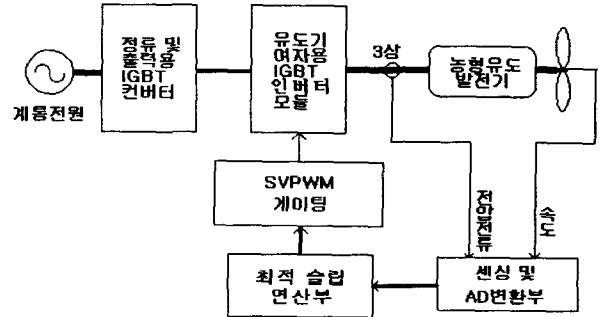 정류 및
출력용
IGBT
컨버터
유도기
여자용
IGBT
인버터
모듈
3상
농형유도
발전기
계통전원
SVPWM
게이팅
전압전류
속도
최적 슬립
연산부
센싱 및
AD변환부